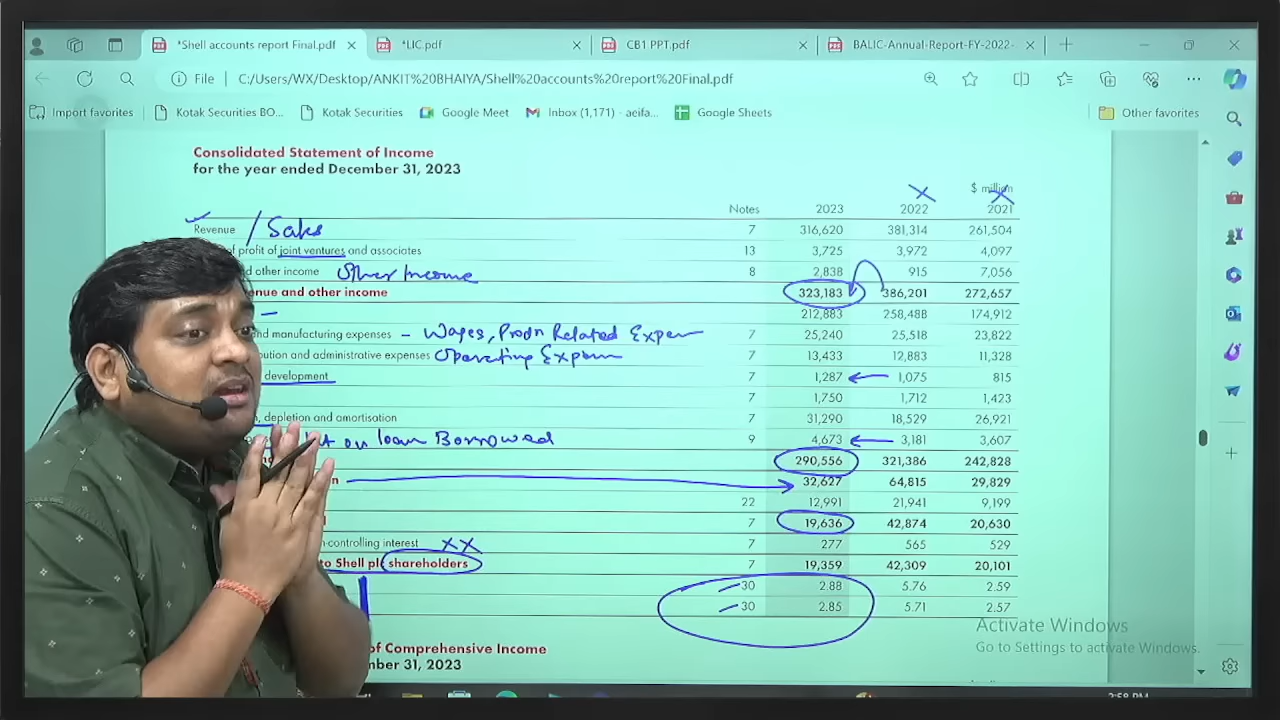 *Shell accounts report Final.pdf
*LIC.pdf
CB1 PPT.pdf
BALIC-Annual-Report-FY-2022-
File C:/Users/WX/Desktop/ANKIT%20BHAIYA/Shell%20accounts%20report%20Final.pdf
Import favorites Kotak Securities BO... Kotak Securities Google Meet Inbox (1,171) - aeifa... Google Sheets Other favorites
Consolidated Statement of Income
for the year ended December 31, 2023
$ million
Notes 2023 2022 2021
Revenue / Sales 7 316,620 381,314 261,504
of profit of joint ventures and associates 13 3,725 3,972 4,097
and other income Other Income 8 2,838 915 7,056
nue and other income 323,183 386,201 272,657
212,883 258,488 174,912
nd manufacturing expenses - Wages, Prodn Related Expen 7 25,240 25,518 23,822
bution and administrative expenses Operating Expen 7 13,433 12,883 11,328
development 7 1,287 1,075 815
7 1,750 1,712 1,423
, depletion and amortisation 7 31,290 18,529 26,921
on loan Borrowed 9 4,673 3,181 3,607
290,556 321,386 242,828
n 32,627 64,815 29,829
22 12,991 21,941 9,199
7 19,636 42,874 20,630
-controlling interest XX 7 277 565 529
to Shell plc shareholders 7 19,359 42,309 20,101
30 2.88 5.76 2.59
30 2.85 5.71 2.57
of Comprehensive Income
mber 31, 2023
Activate Windows
Go to Settings to activate Windows.
2:58 PM